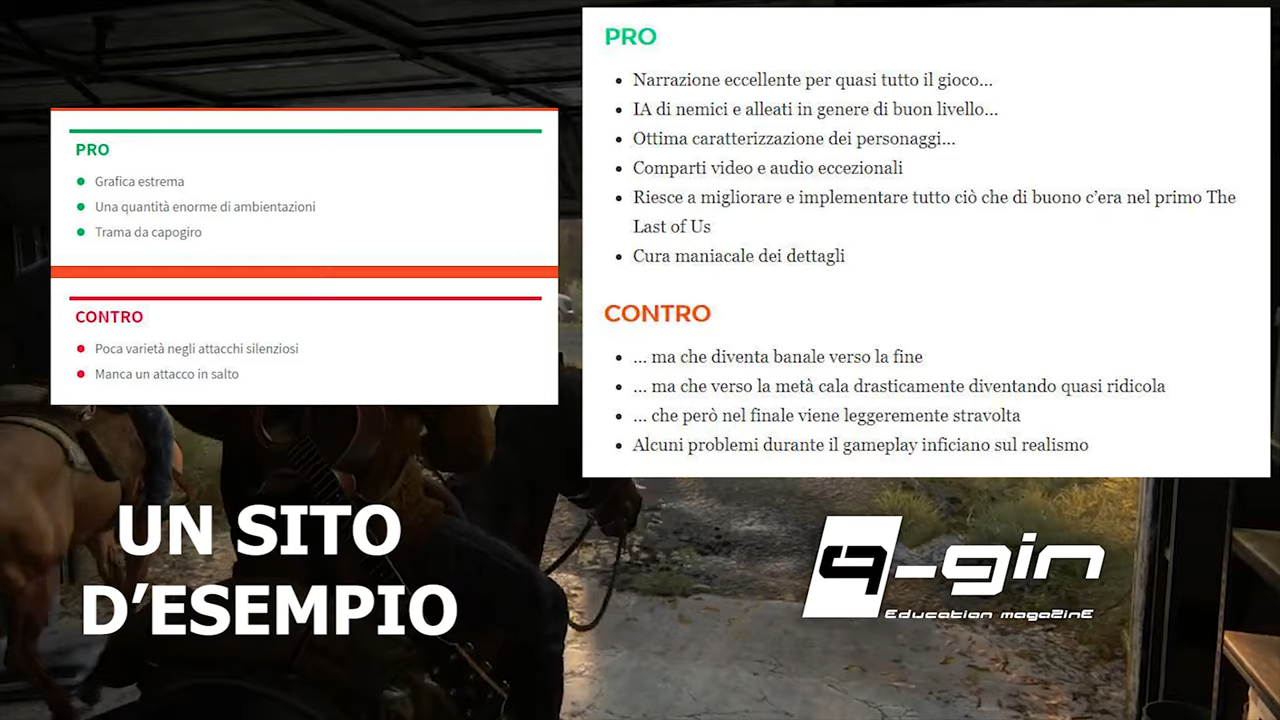 PRO
Grafica estrema
Una quantità enorme di ambientazioni
Trama da capogiro
CONTRO
Poca varietà negli attacchi silenziosi
Manca un attacco in salto
UN SITO
D’ESEMPIO
PRO
Narrazione eccellente per quasi tutto il gioco...
IA di nemici e alleati in genere di buon livello...
Ottima caratterizzazione dei personaggi...
Comparti video e audio eccezionali
Riesce a migliorare e implementare tutto ciò che di buono c’era nel primo The
Last of Us
Cura maniacale dei dettagli
CONTRO
... ma che diventa banale verso la fine
... ma che verso la metà cala drasticamente diventando quasi ridicola
... che però nel finale viene leggeremente stravolta
Alcuni problemi durante il gameplay inficiano sul realismo
q-gin
Education magaZinE